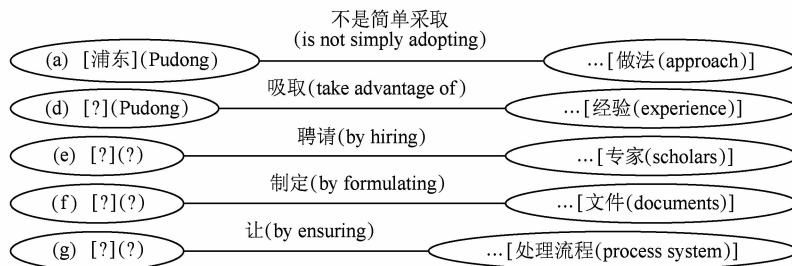 不是简单采取
(is not simply adopting)
(a) [浦东](Pudong) …[做法(approach)]
吸取(take advantage of)
(d) [?](Pudong) …[经验(experience)]
聘请(by hiring)
(e) [?](?) …[专家(scholars)]
制定(by formulating)
(f) [?](?) …[文件(documents)]
让(by ensuring)
(g) [?](?) …[处理流程(process system)]